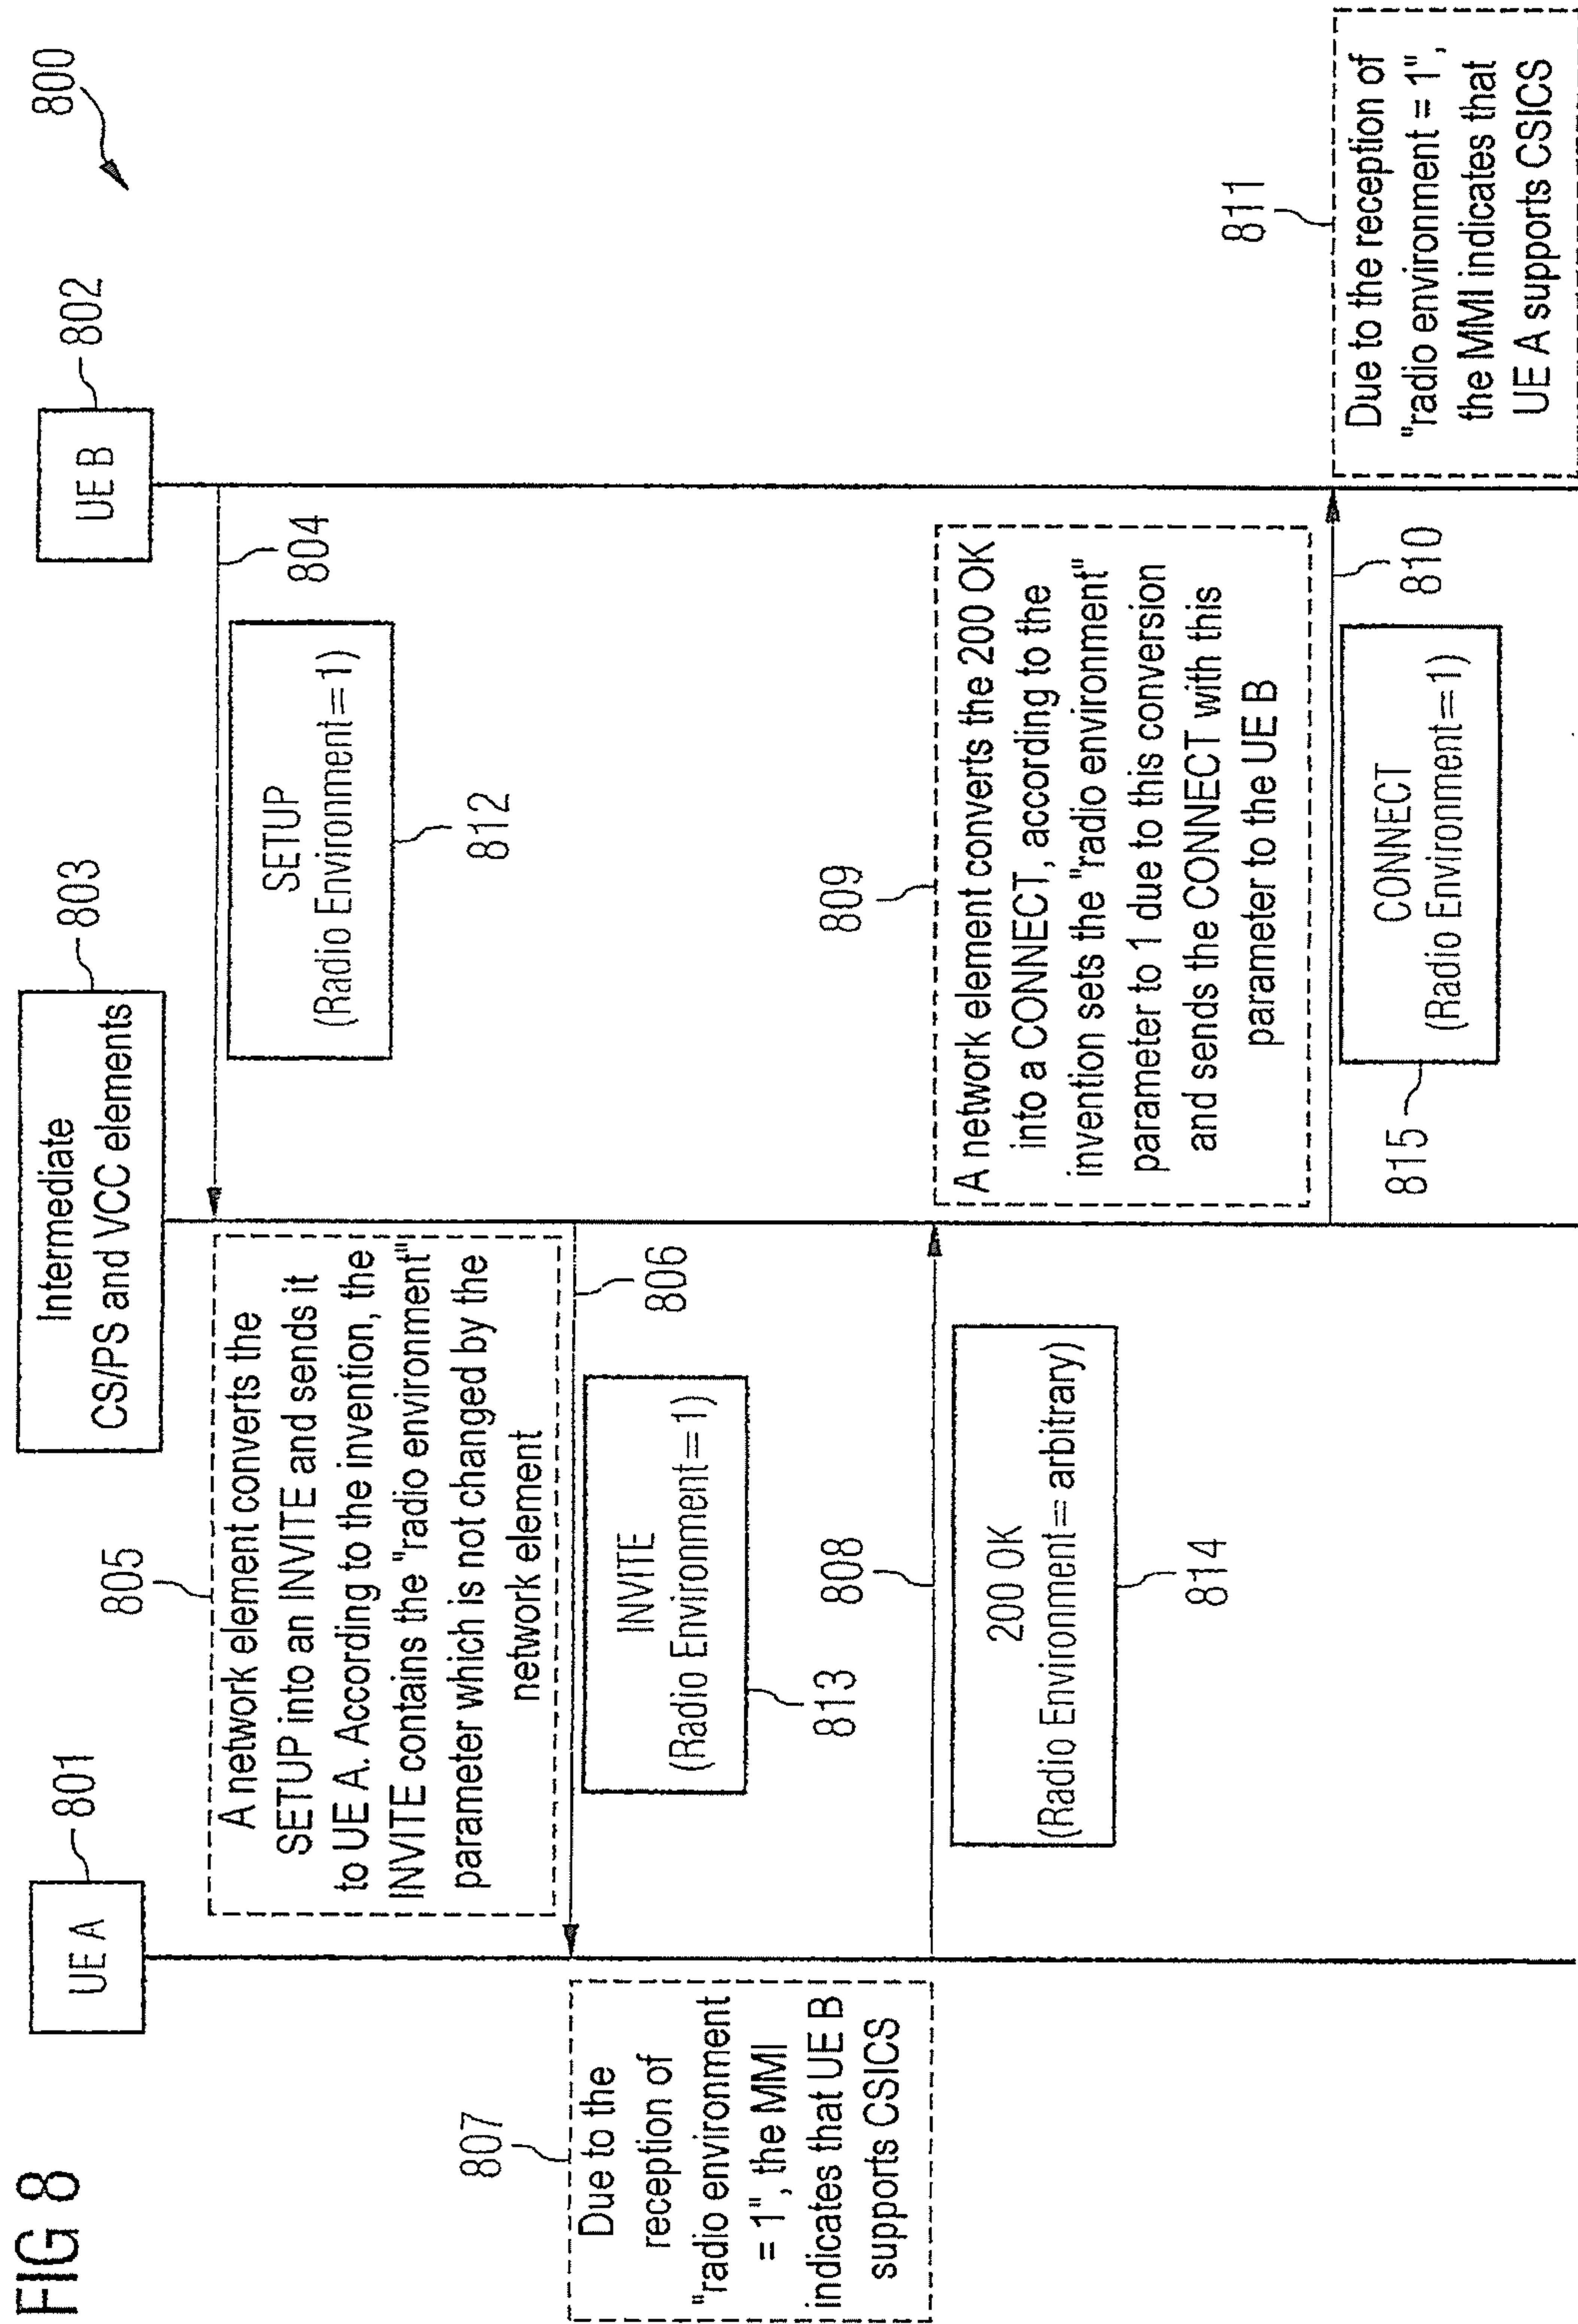 FIG 8
800
UE A
801
Intermediate
CS/PS and VCC elements
803
UE B
802
804
SETUP
(Radio Environment=1)
812
805
A network element converts the
SETUP into an INVITE and sends it
to UE A. According to the invention, the
INVITE contains the "radio environment"
parameter which is not changed by the
network element
806
INVITE
(Radio Environment=1)
813
807
Due to the
reception of
"radio environment
= 1", the MMI
indicates that UE B
supports CSICS
808
200 OK
(Radio Environment=arbitrary)
814
809
A network element converts the 200 OK
into a CONNECT, according to the
invention sets the "radio environment"
parameter to 1 due to this conversion
and sends the CONNECT with this
parameter to the UE B
810
CONNECT
(Radio Environment=1)
815
811
Due to the reception of
"radio environment = 1",
the MMI indicates that
UE A supports CSICS